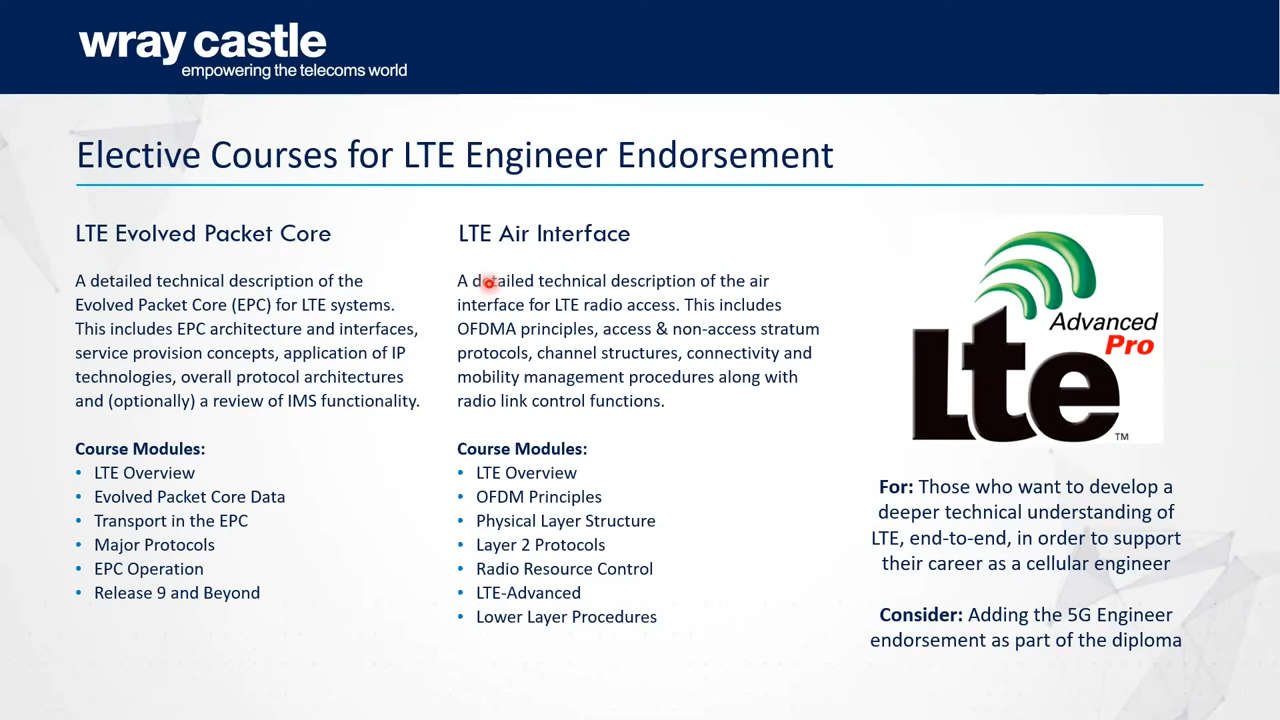 wray castle
empowering the telecoms world
Elective Courses for LTE Engineer Endorsement
LTE Evolved Packet Core
A detailed technical description of the
Evolved Packet Core (EPC) for LTE systems.
This includes EPC architecture and interfaces,
service provision concepts, application of IP
technologies, overall protocol architectures
and (optionally) a review of IMS functionality.
Course Modules:
• LTE Overview
• Evolved Packet Core Data
• Transport in the EPC
• Major Protocols
• EPC Operation
• Release 9 and Beyond
LTE Air Interface
A detailed technical description of the air
interface for LTE radio access. This includes
OFDMA principles, access & non-access stratum
protocols, channel structures, connectivity and
mobility management procedures along with
radio link control functions.
Course Modules:
• LTE Overview
• OFDM Principles
• Physical Layer Structure
• Layer 2 Protocols
• Radio Resource Control
• LTE-Advanced
• Lower Layer Procedures
Advanced
Pro
Lte
TM
For: Those who want to develop a
deeper technical understanding of
LTE, end-to-end, in order to support
their career as a cellular engineer
Consider: Adding the 5G Engineer
endorsement as part of the diploma